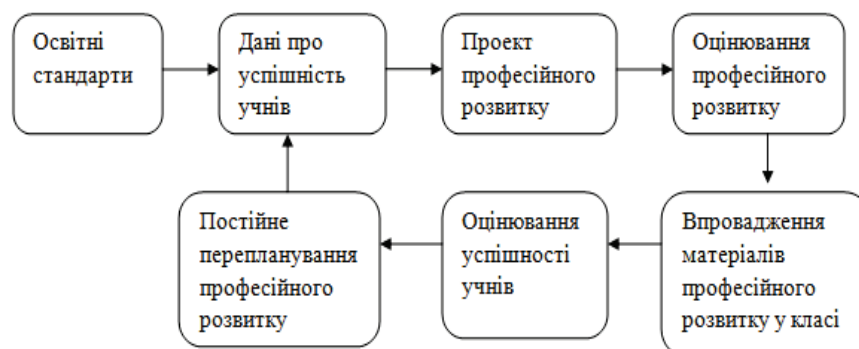 Освітні
стандарти
Дані про
успішність
учнів
Проект
професійного
розвитку
Оцінювання
професійного
розвитку
Впровадження
матеріалів
професійного
розвитку у класі
Оцінювання
успішності
учнів
Постійне
перепланування
професійного
розвитку